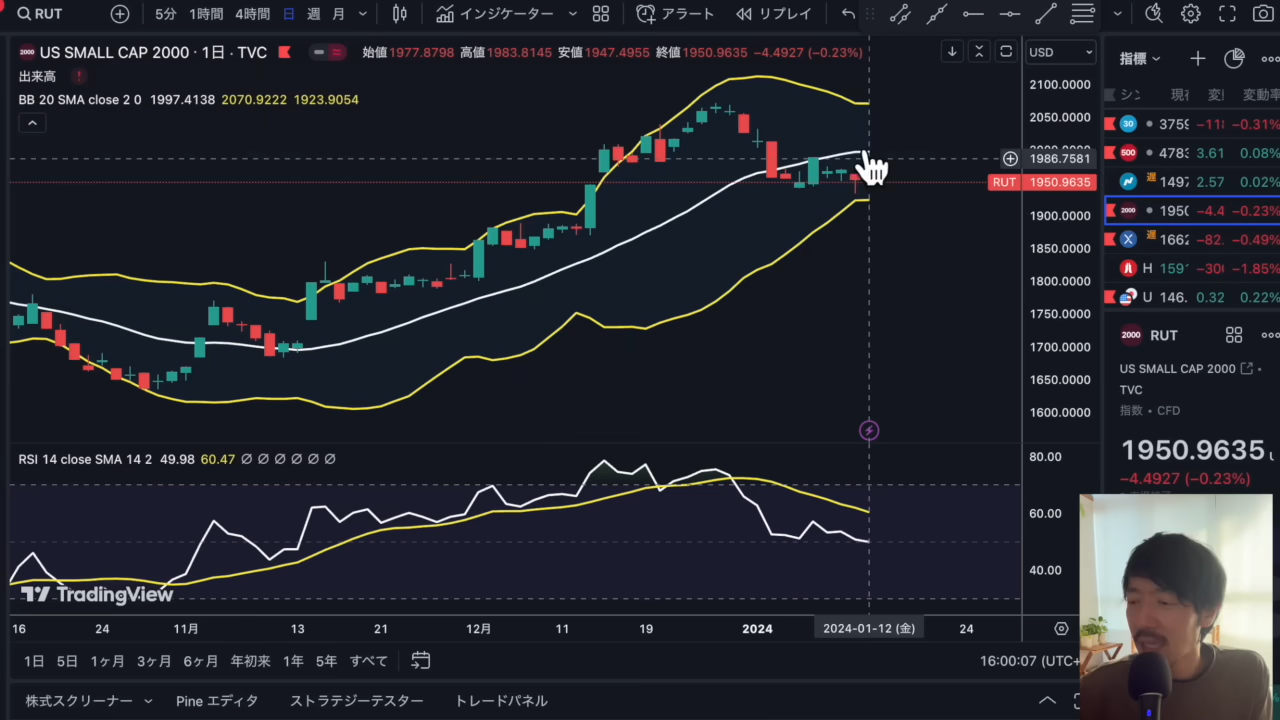 RUT 5分 1時間 4時間 日 週 月 インジケーター アラート リプレイ
2000 US SMALL CAP 2000 · 1日 · TVC 始値1977.8798 高値1983.8145 安値1947.4955 終値1950.9635 −4.4927 (−0.23%)
USD
出来高
BB 20 SMA close 2 0 1997.4138 2070.9222 1923.9054
2100.0000
2050.0000
1986.7581
RUT 1950.9635
1900.0000
1850.0000
1800.0000
1750.0000
1700.0000
1650.0000
1600.0000
RSI 14 close SMA 14 2 49.98 60.47 ∅ ∅ ∅ ∅ ∅ ∅
80.00
60.00
40.00
TradingView
16 24 11月 13 21 12月 11 19 2024 2024-01-12 (金) 24
1日 5日 1ヶ月 3ヶ月 6ヶ月 年初来 1年 5年 すべて
16:00:07 (UTC+
株式スクリーナー Pine エディタ ストラテジーテスター トレードパネル
指標
シン 現在 変動率
30 −0.31%
500 3.61 0.08%
遅 2.57 0.02%
2000 −4.4 −0.23%
X 遅 −82. −0.49%
H −1.85%
U 146. 0.32 0.22%
2000 RUT
US SMALL CAP 2000 •
TVC
指数 • CFD
1950.9635
−4.4927 (−0.23%)